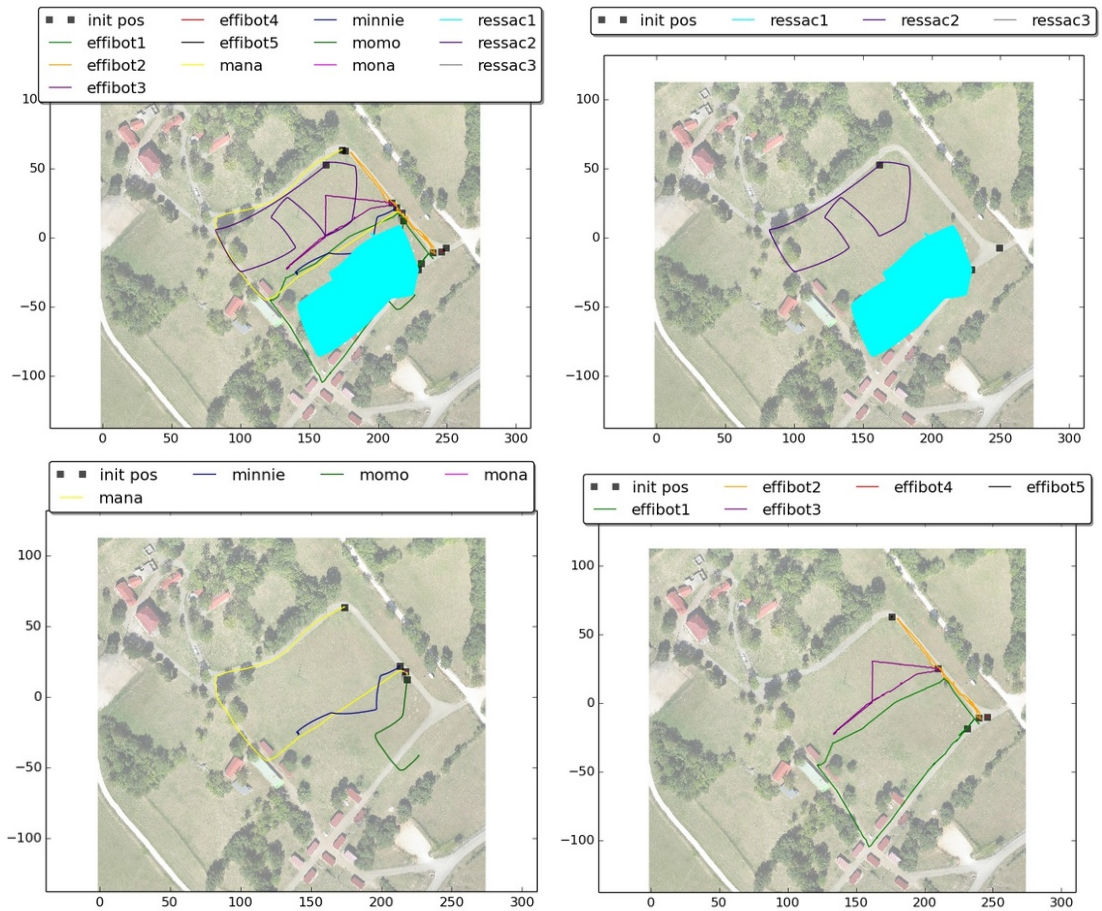 init pos effibot4 minnie ressac1
effibot1 effibot5 momo ressac2
effibot2 mana mona ressac3
effibot3
10
50
0
−50
−100
0 50 100 150 200 250 300
init pos ressac1 ressac2 ressac3
100
50
0
−50
−100
0 50 100 150 200 250 300
init pos minnie momo mona
mana
100
50
0
−50
−100
0 50 100 150 200 250 300
init pos effibot2 effibot4 effibot5
effibot1 effibot3
100
50
0
−50
−100
0 50 100 150 200 250 300